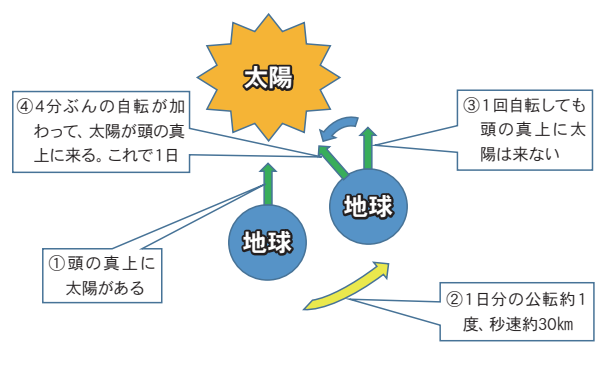 太陽
④4分ぶんの自転が加
わって、太陽が頭の真
上に来る。これで1日
③1回自転しても
頭の真上に太
陽は来ない
地球
地球
①頭の真上に
太陽がある
②1日分の公転約1
度、秒速約30㎞